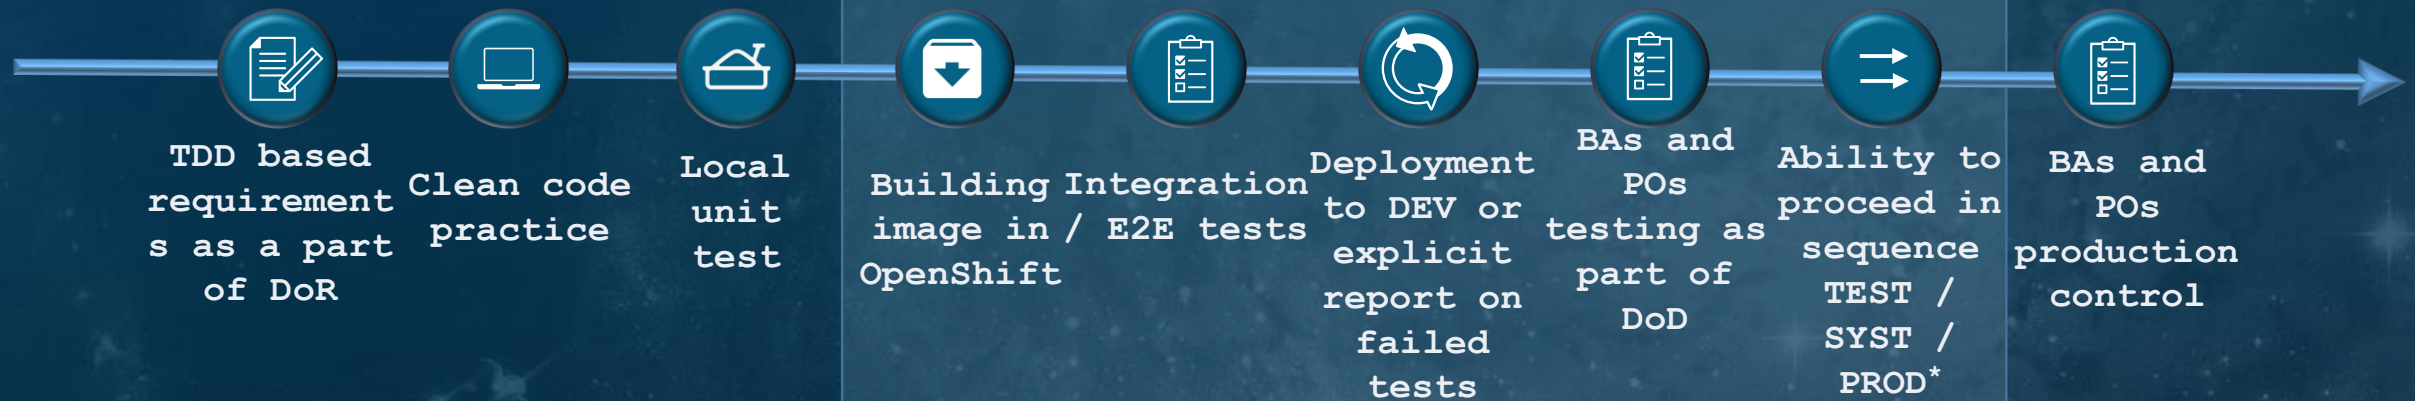 TDD based
requirement
s as a part
of DoR
Clean code
practice
Local
unit
test
Building
image in
OpenShift
Integration
/ E2E tests
Deployment
to DEV or
explicit
report on
failed
tests
BAs and
POs
testing as
part of
DoD
Ability to
proceed in
sequence
TEST /
SYST /
PROD*
BAs and
POs
production
control